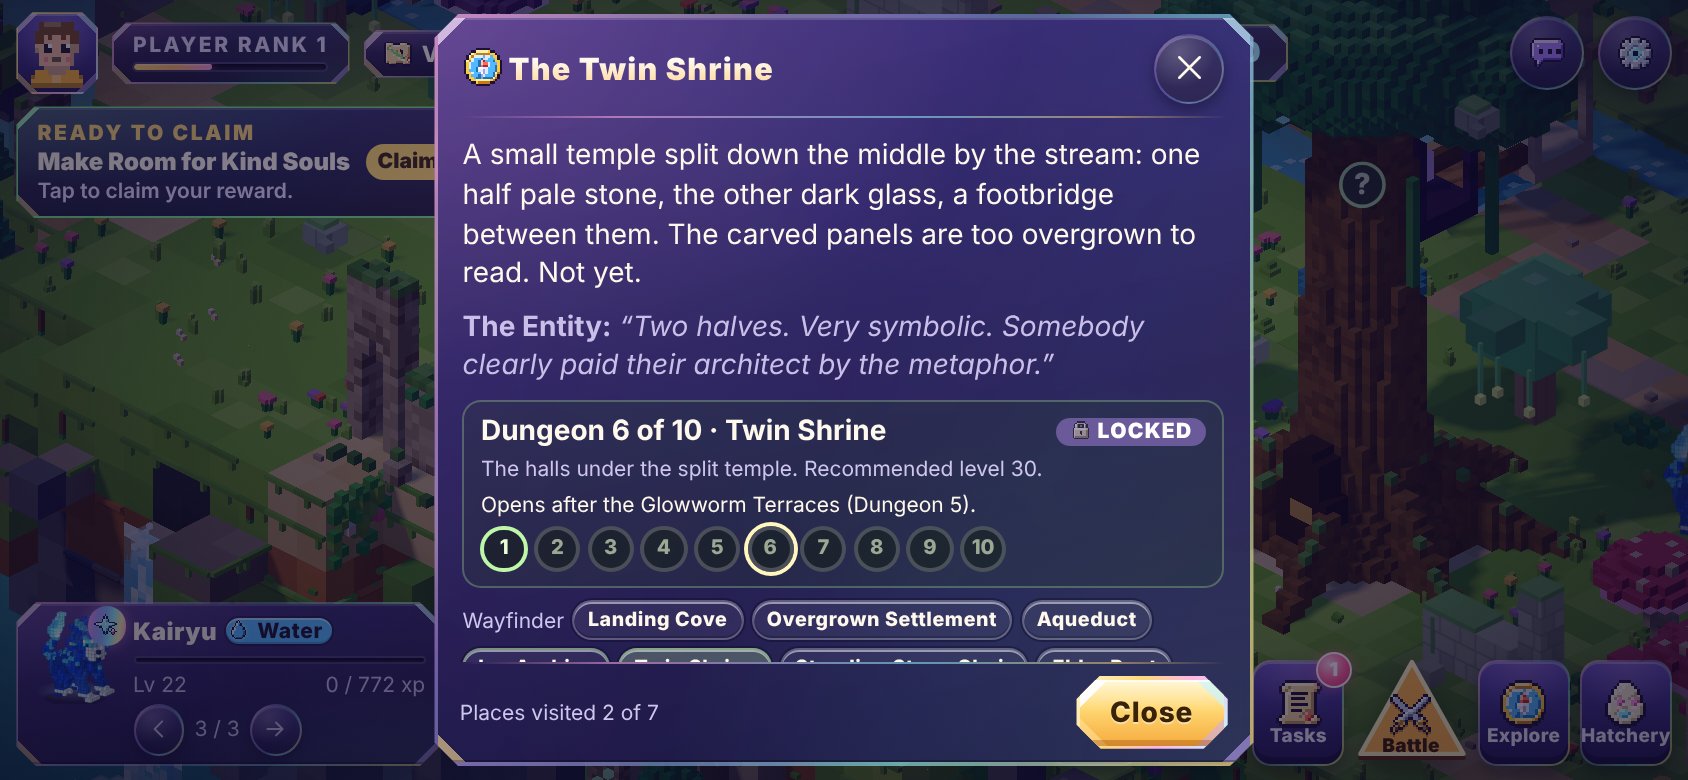 PLAYER RANK 1
V
The Twin Shrine
READY TO CLAIM
Make Room for Kind Souls
Claim
Tap to claim your reward.
A small temple split down the middle by the stream: one
half pale stone, the other dark glass, a footbridge
between them. The carved panels are too overgrown to
read. Not yet.
The Entity: “Two halves. Very symbolic. Somebody
clearly paid their architect by the metaphor.”
?
Dungeon 6 of 10 · Twin Shrine
LOCKED
The halls under the split temple. Recommended level 30.
Opens after the Glowworm Terraces (Dungeon 5).
1 2 3 4 5 6 7 8 9 10
Wayfinder Landing Cove Overgrown Settlement Aqueduct
Twin Shrine
Places visited 2 of 7
Close
Kairyu Water
Lv 22 0 / 772 xp
3 / 3
1
Tasks
Battle
Explore
Hatchery